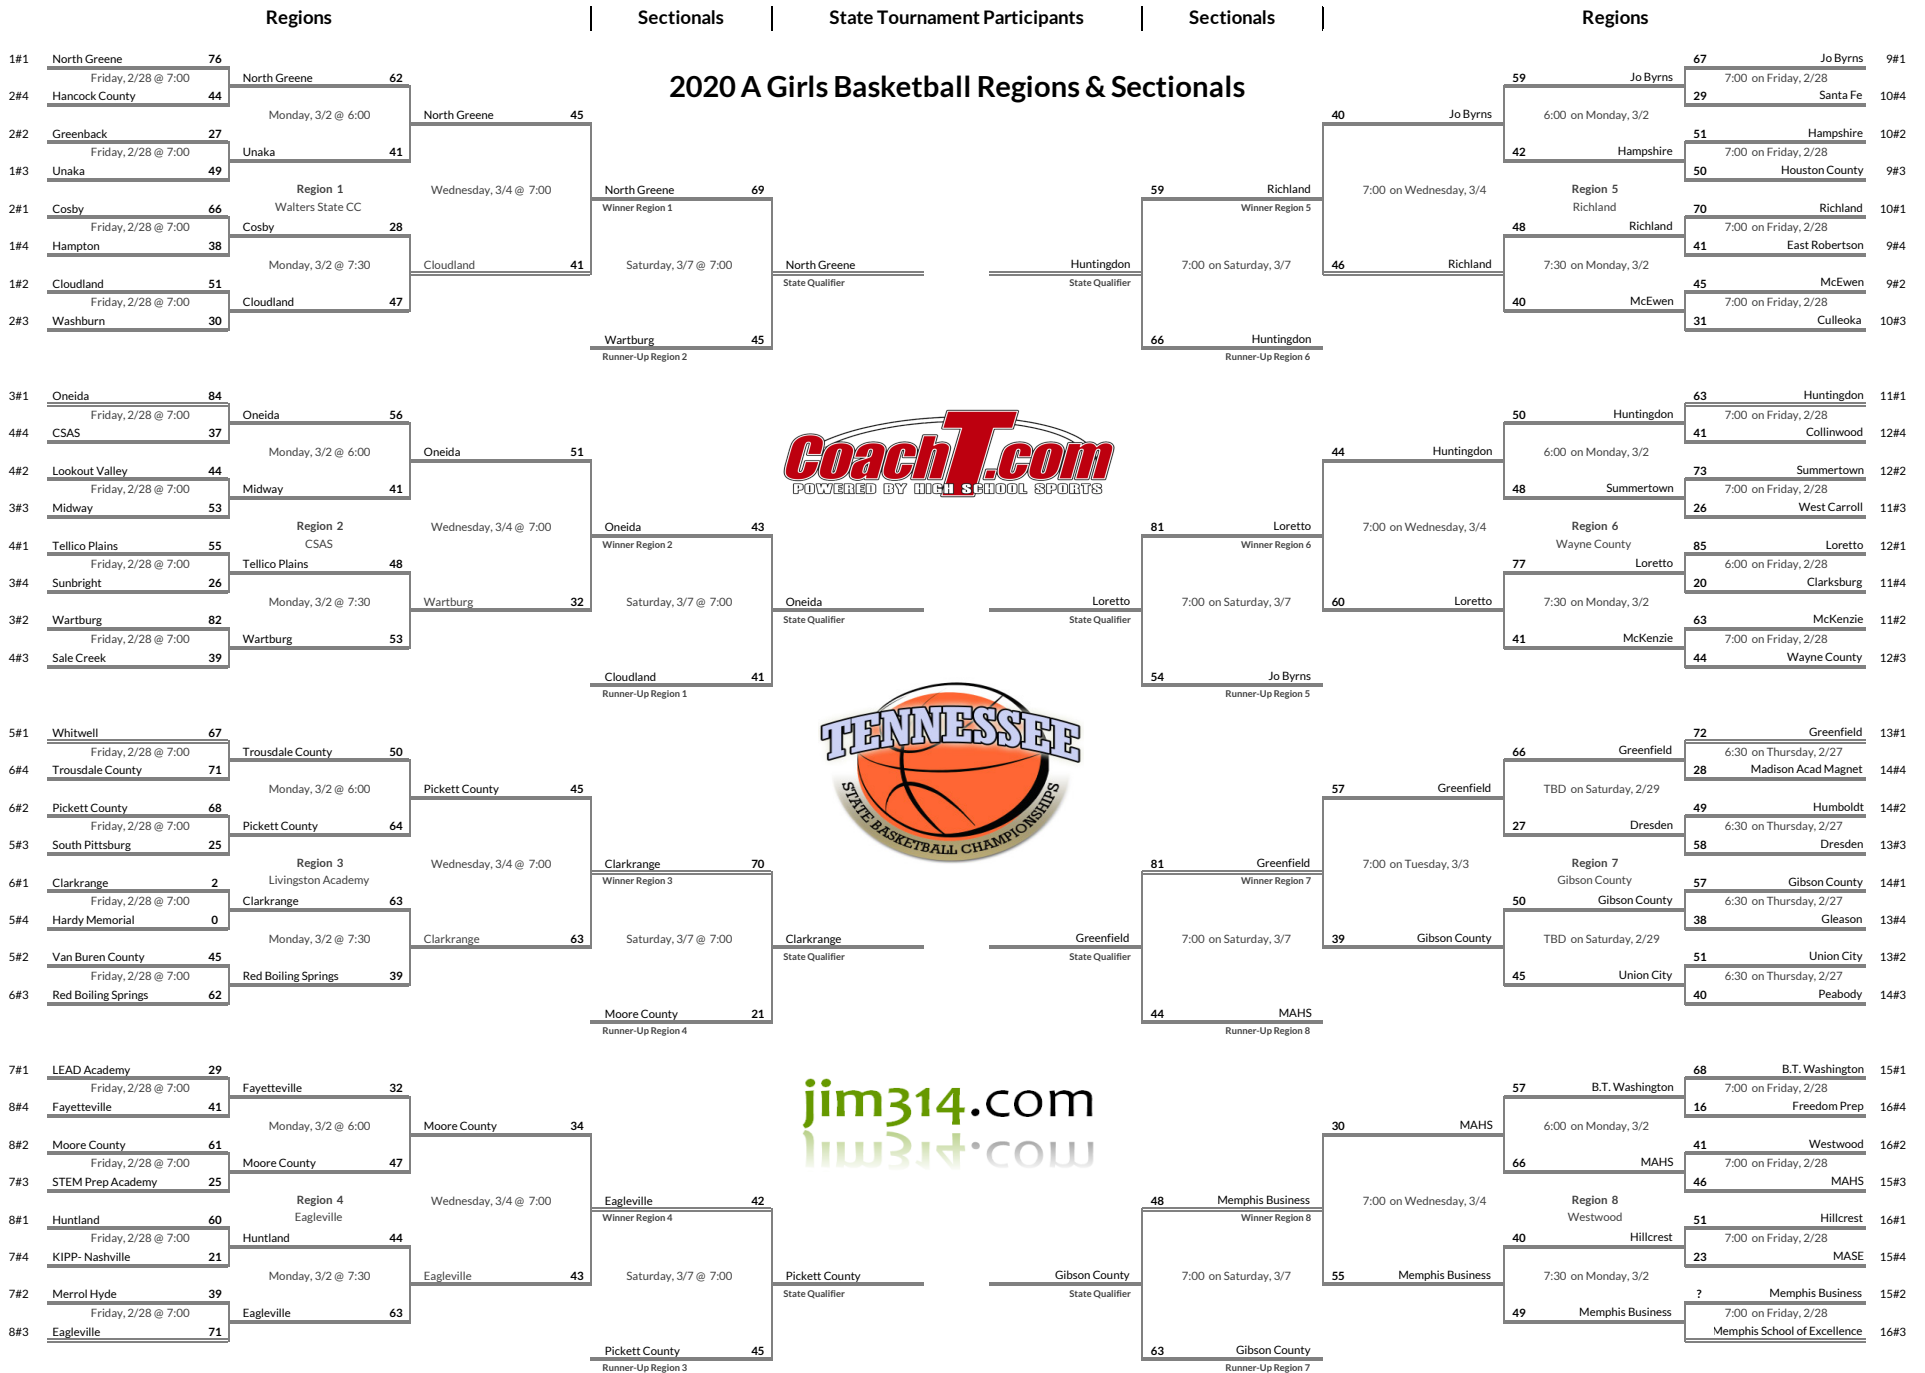 Regions Sectionals State Tournament Participants Sectionals Regions
2020 A Girls Basketball Regions & Sectionals
1#1 North Greene 76
Friday, 2/28 @ 7:00
2#4 Hancock County 44
2#2 Greenback 27
Friday, 2/28 @ 7:00
1#3 Unaka 49
2#1 Cosby 66
Friday, 2/28 @ 7:00
1#4 Hampton 38
1#2 Cloudland 51
Friday, 2/28 @ 7:00
2#3 Washburn 30
North Greene 62
Monday, 3/2 @ 6:00
Unaka 41
Region 1
Walters State CC
Cosby 28
Monday, 3/2 @ 7:30
Cloudland 47
North Greene 45
Wednesday, 3/4 @ 7:00
Cloudland 41
North Greene 69
Winner Region 1
Saturday, 3/7 @ 7:00
Wartburg 45
Runner-Up Region 2
North Greene
State Qualifier
3#1 Oneida 84
Friday, 2/28 @ 7:00
4#4 CSAS 37
4#2 Lookout Valley 44
Friday, 2/28 @ 7:00
3#3 Midway 53
4#1 Tellico Plains 55
Friday, 2/28 @ 7:00
3#4 Sunbright 26
3#2 Wartburg 82
Friday, 2/28 @ 7:00
4#3 Sale Creek 39
Oneida 56
Monday, 3/2 @ 6:00
Midway 41
Region 2
CSAS
Tellico Plains 48
Monday, 3/2 @ 7:30
Wartburg 53
Oneida 51
Wednesday, 3/4 @ 7:00
Wartburg 32
Oneida 43
Winner Region 2
Saturday, 3/7 @ 7:00
Cloudland 41
Runner-Up Region 1
Oneida
State Qualifier
5#1 Whitwell 67
Friday, 2/28 @ 7:00
6#4 Trousdale County 71
6#2 Pickett County 68
Friday, 2/28 @ 7:00
5#3 South Pittsburg 25
6#1 Clarkrange 2
Friday, 2/28 @ 7:00
5#4 Hardy Memorial 0
5#2 Van Buren County 45
Friday, 2/28 @ 7:00
6#3 Red Boiling Springs 62
Trousdale County 50
Monday, 3/2 @ 6:00
Pickett County 64
Region 3
Livingston Academy
Clarkrange 63
Monday, 3/2 @ 7:30
Red Boiling Springs 39
Pickett County 45
Wednesday, 3/4 @ 7:00
Clarkrange 63
Clarkrange 70
Winner Region 3
Saturday, 3/7 @ 7:00
Moore County 21
Runner-Up Region 4
Clarkrange
State Qualifier
7#1 LEAD Academy 29
Friday, 2/28 @ 7:00
8#4 Fayetteville 41
8#2 Moore County 61
Friday, 2/28 @ 7:00
7#3 STEM Prep Academy 25
8#1 Huntland 60
Friday, 2/28 @ 7:00
7#4 KIPP- Nashville 21
7#2 Merrol Hyde 39
Friday, 2/28 @ 7:00
8#3 Eagleville 71
Fayetteville 32
Monday, 3/2 @ 6:00
Moore County 47
Region 4
Eagleville
Huntland 44
Monday, 3/2 @ 7:30
Eagleville 63
Moore County 34
Wednesday, 3/4 @ 7:00
Eagleville 43
Eagleville 42
Winner Region 4
Saturday, 3/7 @ 7:00
Pickett County 45
Runner-Up Region 3
Pickett County
State Qualifier
CoachT.com
POWERED BY HIGH SCHOOL SPORTS
TENNESSEE
STATE BASKETBALL CHAMPIONSHIPS
jim314.com
Huntingdon
State Qualifier
59 Richland
Winner Region 5
7:00 on Saturday, 3/7
66 Huntingdon
Runner-Up Region 6
40 Jo Byrns
7:00 on Wednesday, 3/4
46 Richland
59 Jo Byrns
6:00 on Monday, 3/2
42 Hampshire
Region 5
Richland
48 Richland
7:30 on Monday, 3/2
40 McEwen
67 Jo Byrns 9#1
7:00 on Friday, 2/28
29 Santa Fe 10#4
51 Hampshire 10#2
7:00 on Friday, 2/28
50 Houston County 9#3
70 Richland 10#1
7:00 on Friday, 2/28
41 East Robertson 9#4
45 McEwen 9#2
7:00 on Friday, 2/28
31 Culleoka 10#3
Loretto
State Qualifier
81 Loretto
Winner Region 6
7:00 on Saturday, 3/7
54 Jo Byrns
Runner-Up Region 5
44 Huntingdon
7:00 on Wednesday, 3/4
60 Loretto
50 Huntingdon
6:00 on Monday, 3/2
48 Summertown
Region 6
Wayne County
77 Loretto
7:30 on Monday, 3/2
41 McKenzie
63 Huntingdon 11#1
7:00 on Friday, 2/28
41 Collinwood 12#4
73 Summertown 12#2
7:00 on Friday, 2/28
26 West Carroll 11#3
85 Loretto 12#1
6:00 on Friday, 2/28
20 Clarksburg 11#4
63 McKenzie 11#2
7:00 on Friday, 2/28
44 Wayne County 12#3
Greenfield
State Qualifier
81 Greenfield
Winner Region 7
7:00 on Saturday, 3/7
44 MAHS
Runner-Up Region 8
57 Greenfield
7:00 on Tuesday, 3/3
39 Gibson County
66 Greenfield
TBD on Saturday, 2/29
27 Dresden
Region 7
Gibson County
50 Gibson County
TBD on Saturday, 2/29
45 Union City
72 Greenfield 13#1
6:30 on Thursday, 2/27
28 Madison Acad Magnet 14#4
49 Humboldt 14#2
6:30 on Thursday, 2/27
58 Dresden 13#3
57 Gibson County 14#1
6:30 on Thursday, 2/27
38 Gleason 13#4
51 Union City 13#2
6:30 on Thursday, 2/27
40 Peabody 14#3
Gibson County
State Qualifier
48 Memphis Business
Winner Region 8
7:00 on Saturday, 3/7
63 Gibson County
Runner-Up Region 7
30 MAHS
7:00 on Wednesday, 3/4
55 Memphis Business
57 B.T. Washington
6:00 on Monday, 3/2
66 MAHS
Region 8
Westwood
40 Hillcrest
7:30 on Monday, 3/2
49 Memphis Business
68 B.T. Washington 15#1
7:00 on Friday, 2/28
16 Freedom Prep 16#4
41 Westwood 16#2
7:00 on Friday, 2/28
46 MAHS 15#3
51 Hillcrest 16#1
7:00 on Friday, 2/28
23 MASE 15#4
? Memphis Business 15#2
7:00 on Friday, 2/28
Memphis School of Excellence 16#3